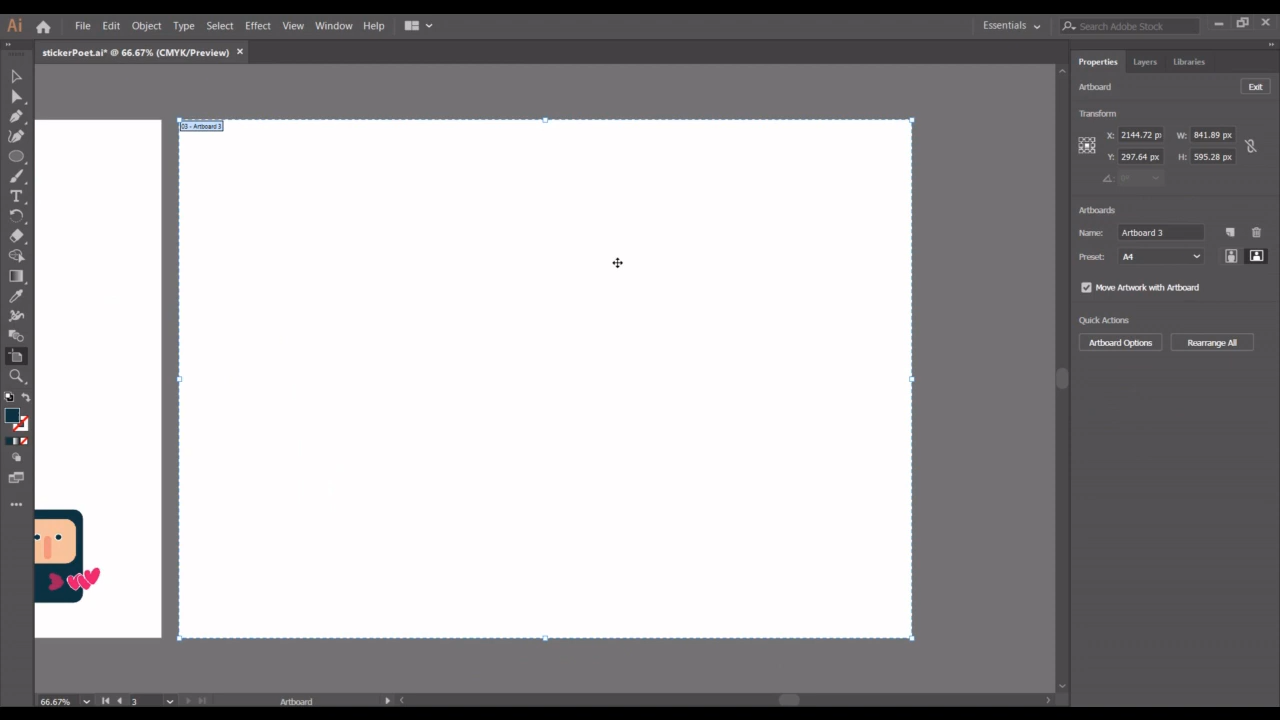 Ai File Edit Object Type Select Effect View Window Help Essentials Search Adobe Stock
stickerPoet.ai* @ 66.67% (CMYK/Preview) ×
Properties Layers Libraries
Artboard Exit
Transform
X: 2144.72 p W: 841.89 px
Y: 297.64 px H: 595.28 px
03 - Artboard 3
Artboards
Name: Artboard 3
Preset: A4
Move Artwork with Artboard
Quick Actions
Artboard Options Rearrange All
66.67% 3 Artboard